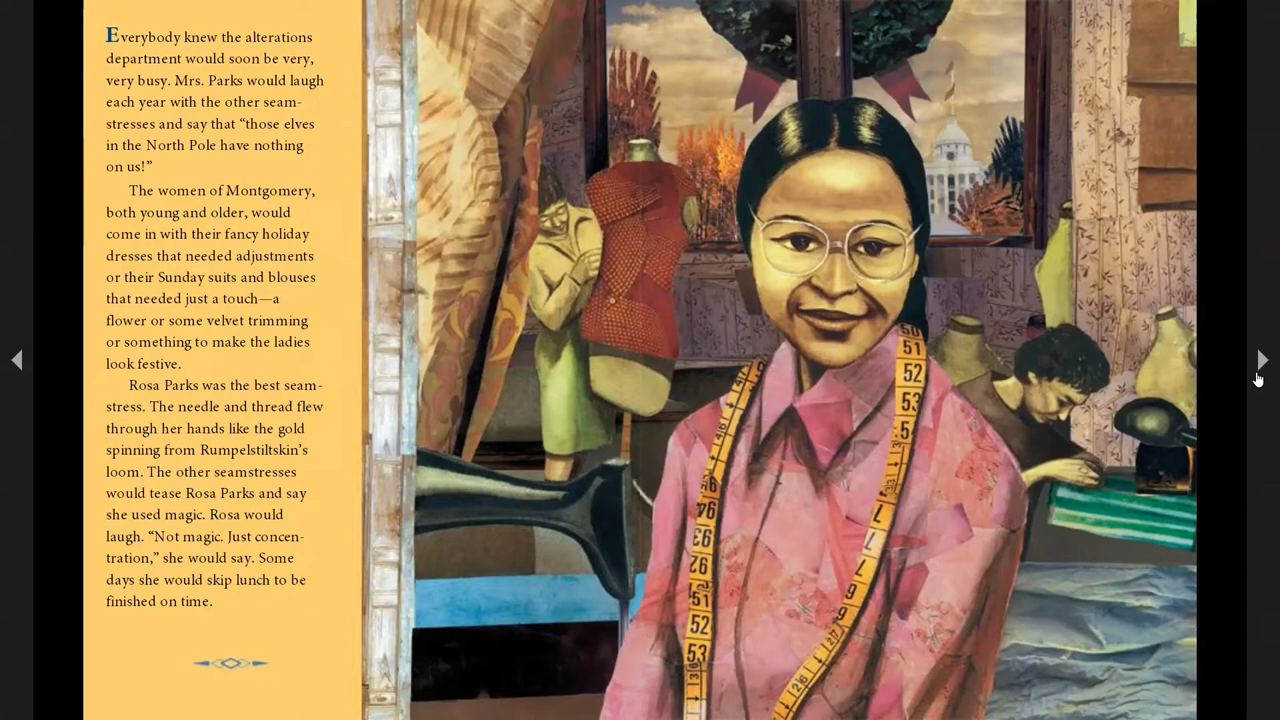 Everybody knew the alterations
department would soon be very,
very busy. Mrs. Parks would laugh
each year with the other seam-
stresses and say that “those elves
in the North Pole have nothing
on us!”
The women of Montgomery,
both young and older, would
come in with their fancy holiday
dresses that needed adjustments
or their Sunday suits and blouses
that needed just a touch—a
flower or some velvet trimming
or something to make the ladies
look festive.
Rosa Parks was the best seam-
stress. The needle and thread flew
through her hands like the gold
spinning from Rumpelstiltskin’s
loom. The other seamstresses
would tease Rosa Parks and say
she used magic. Rosa would
laugh. “Not magic. Just concen-
tration,” she would say. Some
days she would skip lunch to be
finished on time.
50
51
52
53
51
52
53